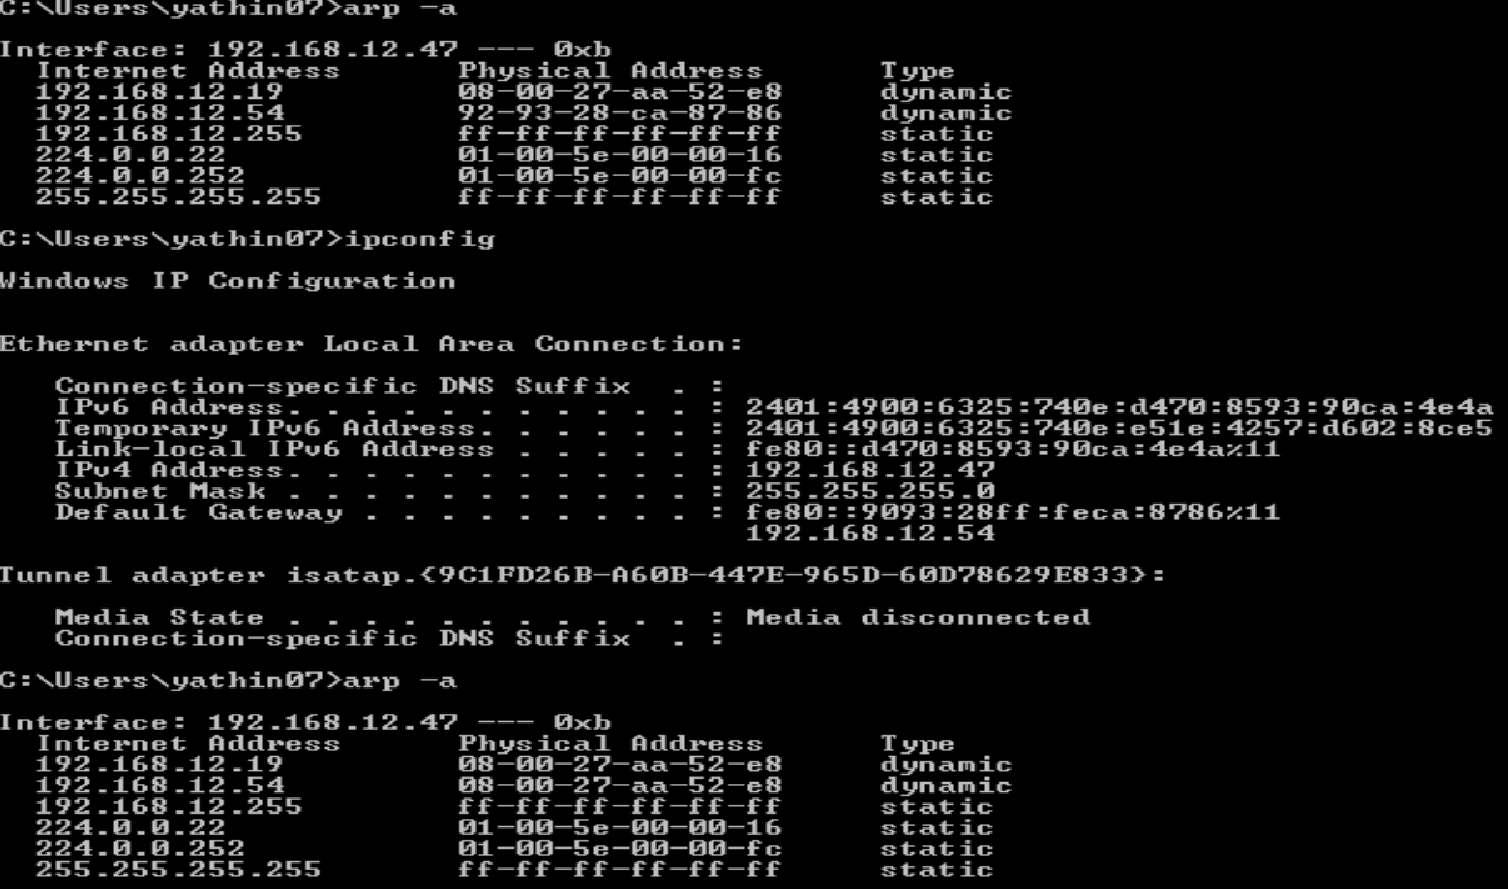 C:\Users\yathin07>arp -a
Interface: 192.168.12.47 --- 0xb
  Internet Address      Physical Address      Type
  192.168.12.19         08-00-27-aa-52-e8     dynamic
  192.168.12.54         92-93-28-ca-87-86     dynamic
  192.168.12.255        ff-ff-ff-ff-ff-ff     static
  224.0.0.22            01-00-5e-00-00-16     static
  224.0.0.252           01-00-5e-00-00-fc     static
  255.255.255.255       ff-ff-ff-ff-ff-ff     static
C:\Users\yathin07>ipconfig
Windows IP Configuration
Ethernet adapter Local Area Connection:
   Connection-specific DNS Suffix  . :
   IPv6 Address. . . . . . . . . . . : 2401:4900:6325:740e:d470:8593:90ca:4e4a
   Temporary IPv6 Address. . . . . . : 2401:4900:6325:740e:e51e:4257:d602:8ce5
   Link-local IPv6 Address . . . . . : fe80::d470:8593:90ca:4e4a%11
   IPv4 Address. . . . . . . . . . . : 192.168.12.47
   Subnet Mask . . . . . . . . . . . : 255.255.255.0
   Default Gateway . . . . . . . . . : fe80::9093:28ff:feca:8786%11
                                       192.168.12.54
Tunnel adapter isatap.{9C1FD26B-A60B-447E-965D-60D78629E833}:
   Media State . . . . . . . . . . . : Media disconnected
   Connection-specific DNS Suffix  . :
C:\Users\yathin07>arp -a
Interface: 192.168.12.47 --- 0xb
  Internet Address      Physical Address      Type
  192.168.12.19         08-00-27-aa-52-e8     dynamic
  192.168.12.54         08-00-27-aa-52-e8     dynamic
  192.168.12.255        ff-ff-ff-ff-ff-ff     static
  224.0.0.22            01-00-5e-00-00-16     static
  224.0.0.252           01-00-5e-00-00-fc     static
  255.255.255.255       ff-ff-ff-ff-ff-ff     static